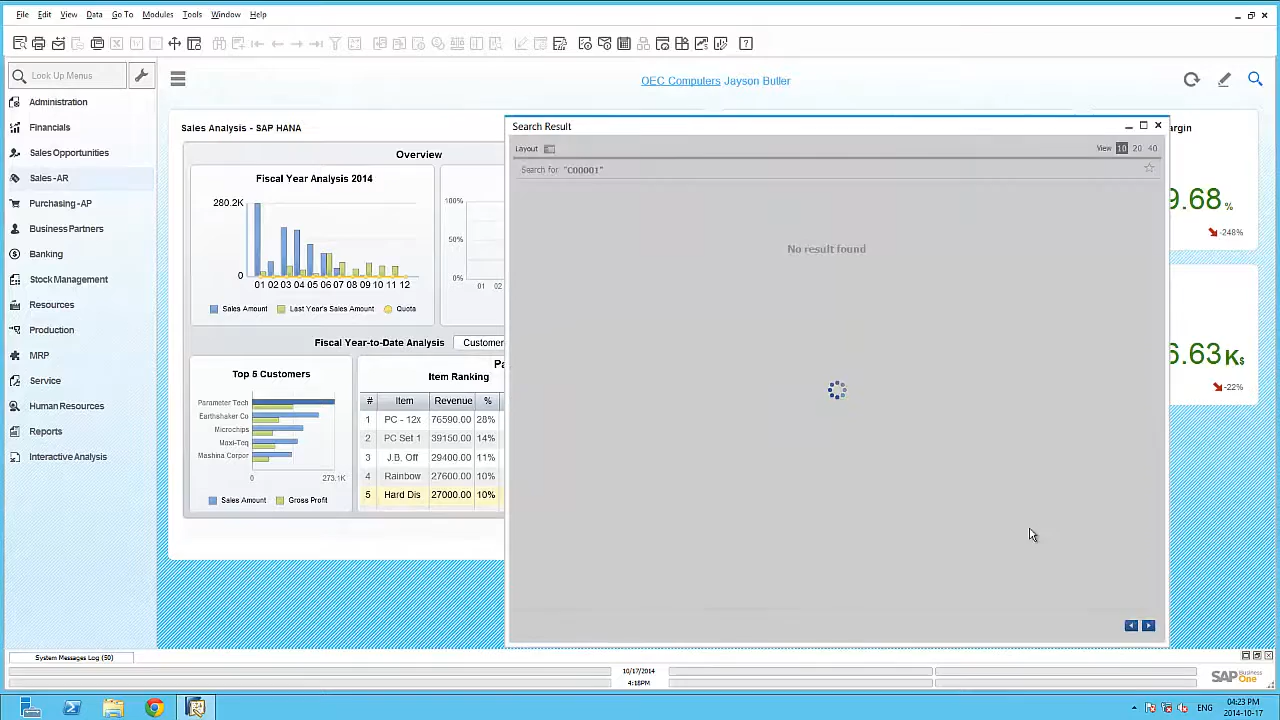 File Edit View Data Go To Modules Tools Window Help
Look Up Menus
OEC Computers Jayson Butler
Administration
Financials
Sales Opportunities
Sales - AR
Purchasing - AP
Business Partners
Banking
Stock Management
Resources
Production
MRP
Service
Human Resources
Reports
Interactive Analysis
Sales Analysis - SAP HANA
Overview
Fiscal Year Analysis 2014
280.2K
0
01 02 03 04 05 06 07 08 09 10 11 12
Sales Amount Last Year's Sales Amount Quota
100%
50%
0%
01 02
Fiscal Year-to-Date Analysis
Customer
Top 5 Customers
Parameter Tech
Earthshaker Co
Microchips
Maxi-Teq
Mashina Corpor
0 273.1K
Sales Amount Gross Profit
Pa
Item Ranking
# Item Revenue %
1 PC - 12x 76590.00 28%
2 PC Set 1 39150.00 14%
3 J.B. Off 29400.00 11%
4 Rainbow 27600.00 10%
5 Hard Dis 27000.00 10%
Search Result
Layout
View 10 20 40
Search for "C00001"
No result found
argin
9.68 %
-248%
6.63 K$
-22%
System Messages Log (50)
10/17/2014
4:18PM
SAP Business One
ENG
04:23 PM
2014-10-17